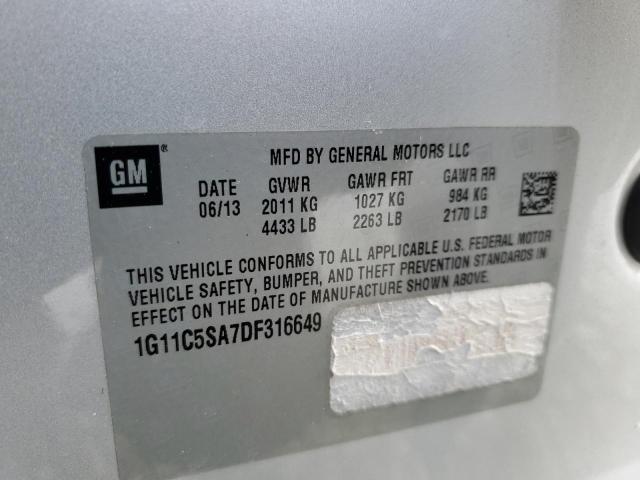 GM ®
MFD BY GENERAL MOTORS LLC
DATE GVWR GAWR FRT GAWR RR
06/13 2011 KG 1027 KG 984 KG
4433 LB 2263 LB 2170 LB
THIS VEHICLE CONFORMS TO ALL APPLICABLE U.S. FEDERAL MOTOR
VEHICLE SAFETY, BUMPER, AND THEFT PREVENTION STANDARDS IN
EFFECT ON THE DATE OF MANUFACTURE SHOWN ABOVE.
1G11C5SA7DF316649